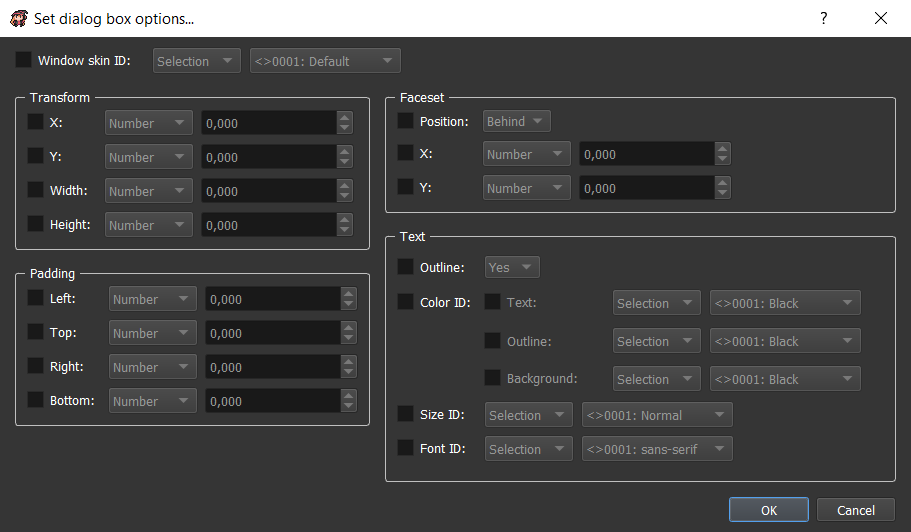 Set dialog box options...
?
Window skin ID: Selection <>0001: Default
Transform
X: Number 0,000
Y: Number 0,000
Width: Number 0,000
Height: Number 0,000
Padding
Left: Number 0,000
Top: Number 0,000
Right: Number 0,000
Bottom: Number 0,000
Faceset
Position: Behind
X: Number 0,000
Y: Number 0,000
Text
Outline: Yes
Color ID: Text: Selection <>0001: Black
Outline: Selection <>0001: Black
Background: Selection <>0001: Black
Size ID: Selection <>0001: Normal
Font ID: Selection <>0001: sans-serif
OK Cancel